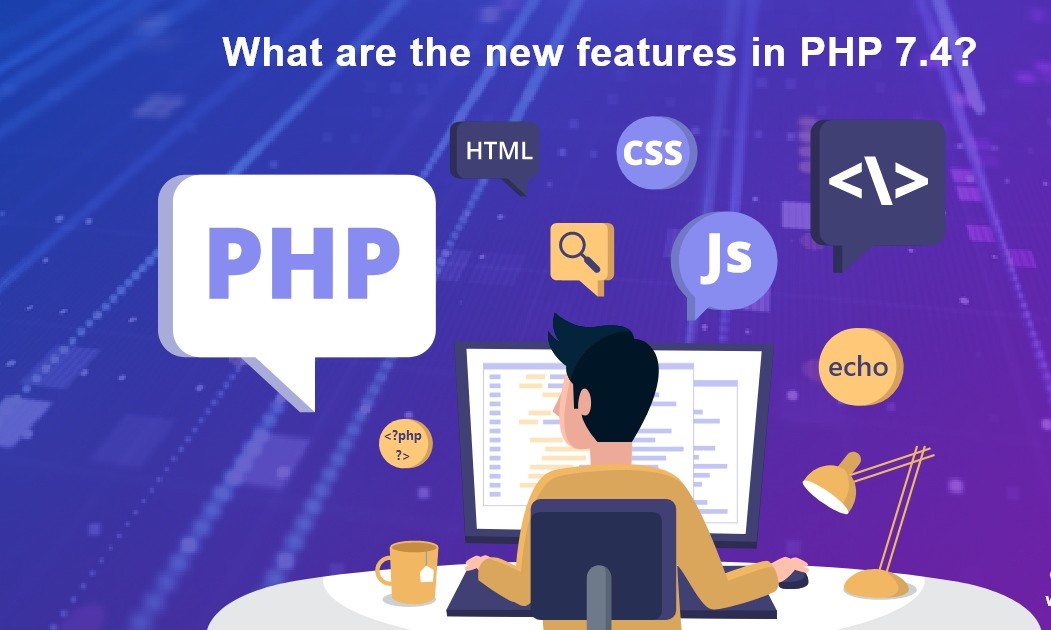 What are the new features in PHP 7.4?
HTML
CSS
<\>
PHP
Js
echo
<?php
?>